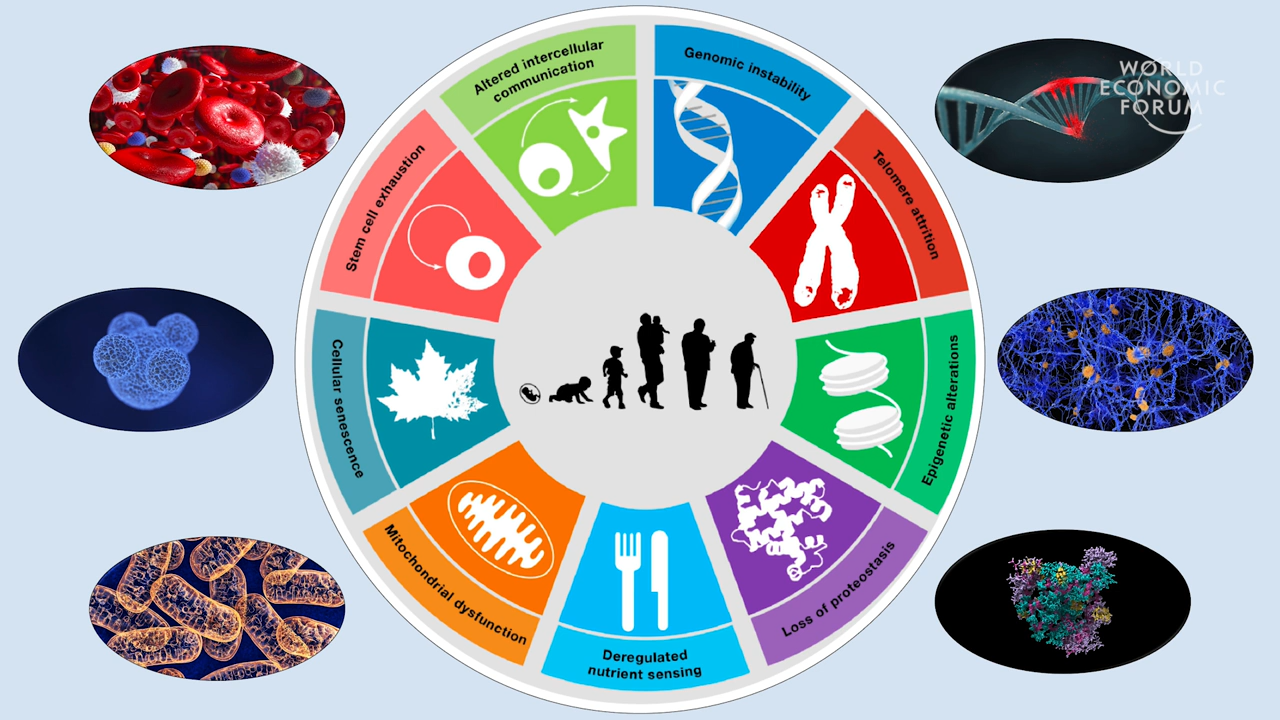 Altered intercellular
communication
Genomic instability
WORLD
ECONOMIC
FORUM
Stem cell exhaustion
Telomere attrition
Cellular senescence
Epigenetic alterations
Mitochondrial dysfunction
Loss of proteostasis
Deregulated
nutrient sensing